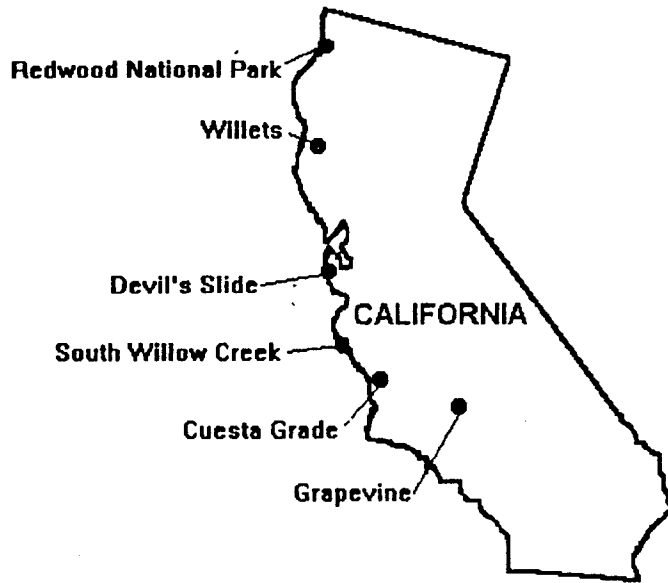 Redwood National Park
Willets
Devil's Slide
CALIFORNIA
South Willow Creek
Cuesta Grade
Grapevine